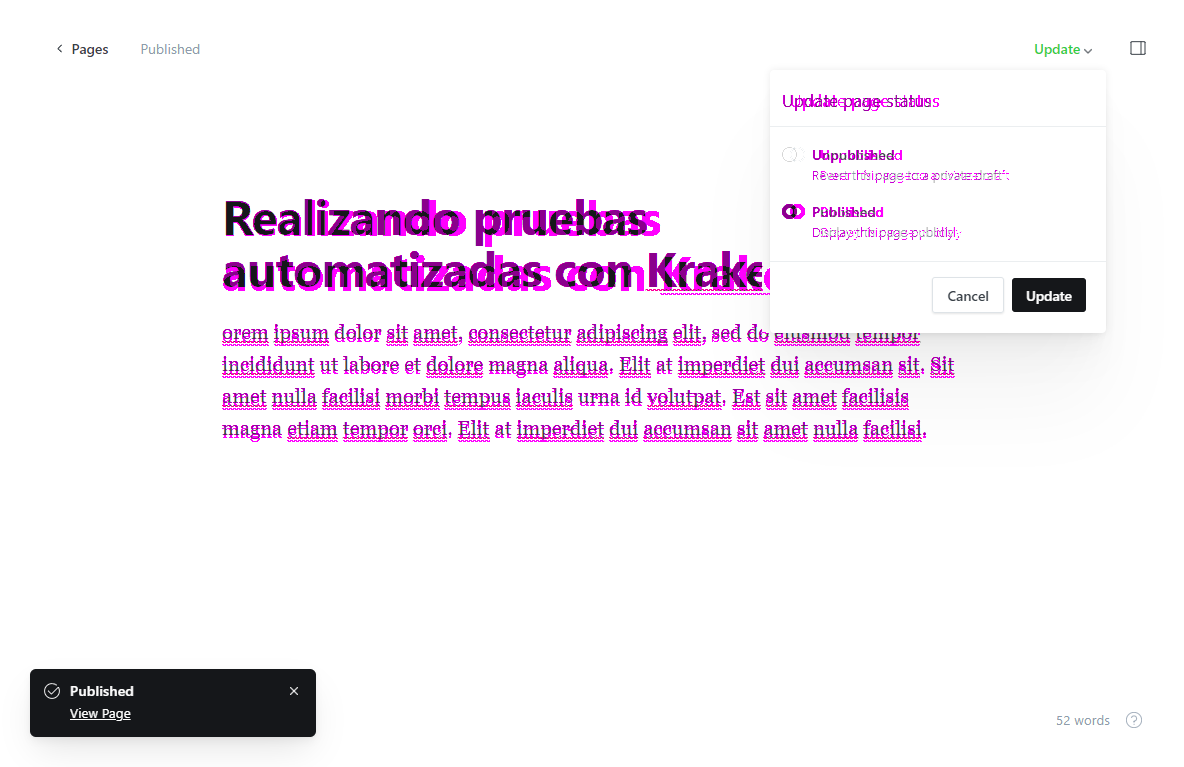 Pages
Published
Update
Update page status
Unpublished
Revert this page to a private draft
Published
Display this page publicly
Cancel
Update
Realizando pruebas
automatizadas con
orem ipsum dolor sit amet, consectetur adipiscing elit, sed do eiusmod tempor
incididunt ut labore et dolore magna aliqua. Elit at imperdiet dui accumsan sit. Sit
amet nulla facilisi morbi tempus iaculis urna id volutpat. Est sit amet facilisis
magna etiam tempor orci. Elit at imperdiet dui accumsan sit amet nulla facilisi.
Published
View Page
52 words